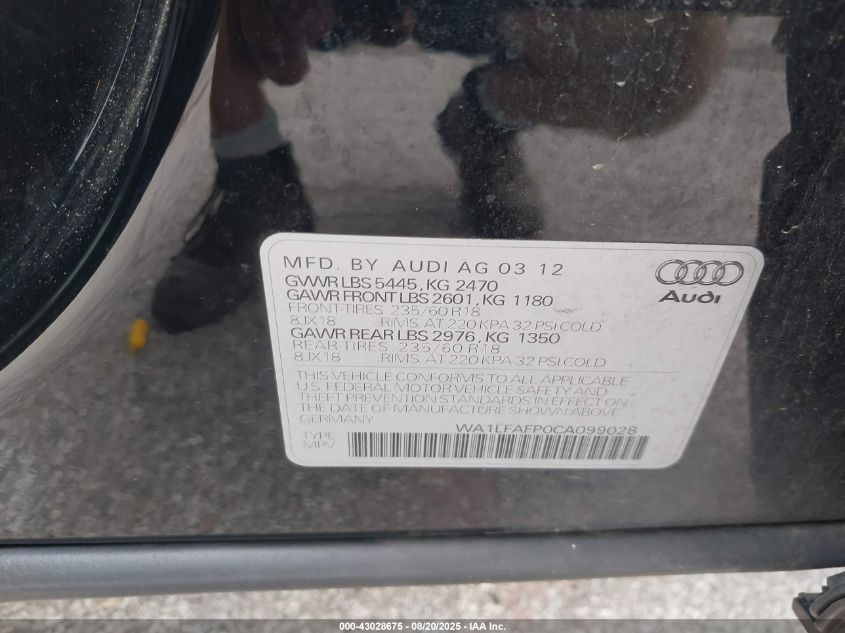 MFD. BY AUDI AG 03 12
GVWR LBS 5445, KG 2470
GAWR FRONT LBS 2601, KG 1180
FRONT-TIRES 235/60 R18
8JX18 RIMS, AT 220 KPA 32 PSI COLD
GAWR REAR LBS 2976, KG 1350
REAR TIRES 235/60 R18
8JX18 RIMS, AT 220 KPA 32 PSI COLD
THIS VEHICLE CONFORMS TO ALL APPLICABLE
U.S. FEDERAL MOTOR VEHICLE SAFETY AND
THEFT PREVENTION STANDARDS IN EFFECT ON
THE DATE OF MANUFACTURE SHOWN ABOVE
GERMANY
WA1LFAFP0CA099028
TYPE
MPV
Audi
000-43028675 - 08/20/2025 - IAA Inc.